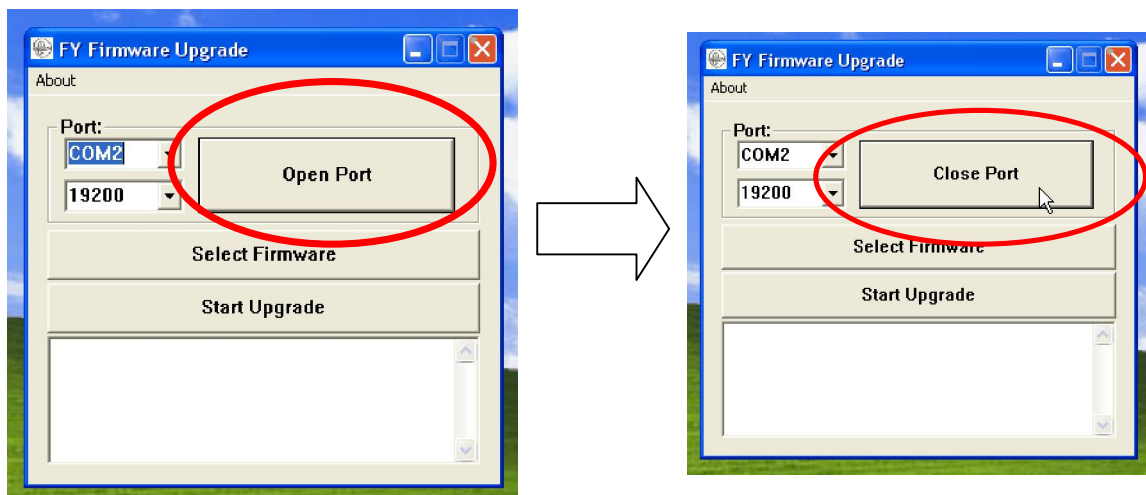 FY Firmware Upgrade
About
Port:
COM2
Open Port
19200
Select Firmware
Start Upgrade
FY Firmware Upgrade
About
Port:
COM2
Close Port
19200
Select Firmware
Start Upgrade